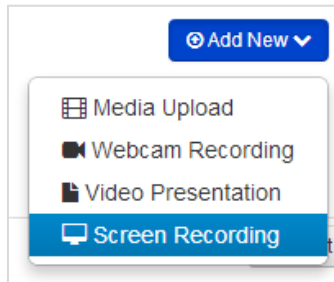 Add New
Media Upload
Webcam Recording
Video Presentation
Screen Recording